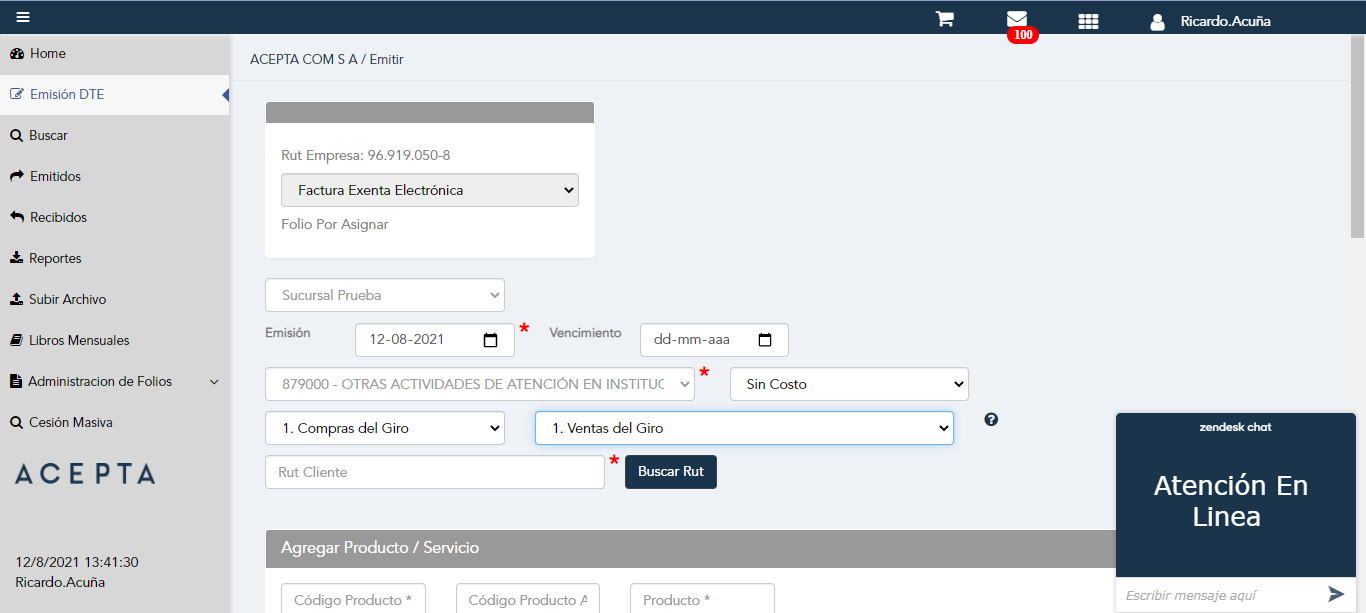 Ricardo.Acuña
100
Home
Emisión DTE
Buscar
Emitidos
Recibidos
Reportes
Subir Archivo
Libros Mensuales
Administracion de Folios
Cesión Masiva
ACEPTA
12/8/2021 13:41:30
Ricardo.Acuña
ACEPTA COM S A / Emitir
Rut Empresa: 96.919.050-8
Factura Exenta Electrónica
Folio Por Asignar
Sucursal Prueba
Emisión 12-08-2021 * Vencimiento dd-mm-aaa
879000 - OTRAS ACTIVIDADES DE ATENCIÓN EN INSTITUC * Sin Costo
1. Compras del Giro 1. Ventas del Giro ?
Rut Cliente * Buscar Rut
Agregar Producto / Servicio
Código Producto * Código Producto A Producto *
zendesk chat
Atención En
Linea
Escribir mensaje aquí